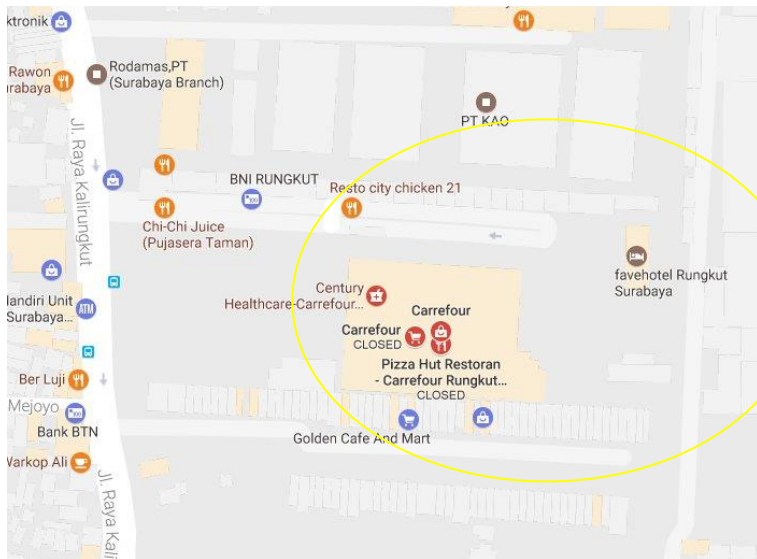 ktronik
Rawon
urabaya
Rodamas,PT
(Surabaya Branch)
PT KAO
Jl. Raya Kalirungkut
BNI RUNGKUT
Resto city chicken 21
Chi-Chi Juice
(Pujasera Taman)
favehotel Rungkut
Surabaya
Century
Healthcare-Carrefour...
Carrefour
Carrefour
CLOSED
Mandiri Unit
Surabaya...
ATM
Pizza Hut Restoran
- Carrefour Rungkut...
CLOSED
Ber Luji
Mejoyo
Bank BTN
Golden Cafe And Mart
Warkop Ali
Jl. Raya Kali